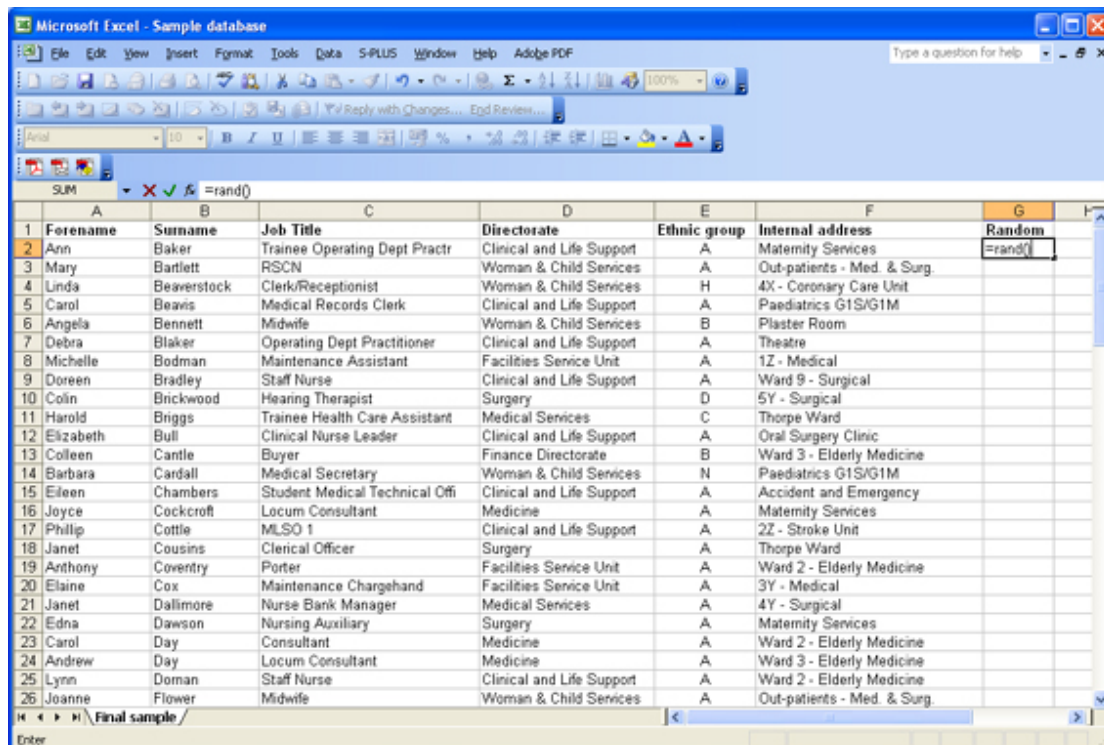 Microsoft Excel - Sample database
File Edit View Insert Format Tools Data S-PLUS Window Help Adobe PDF Type a question for help
100%
Reply with Changes... End Review...
Arial 10 B I U
SUM =rand()
A B C D E F G H
1 Forename Surname Job Title Directorate Ethnic group Internal address Random
2 Ann Baker Trainee Operating Dept Practr Clinical and Life Support A Maternity Services =rand()
3 Mary Bartlett RSCN Woman & Child Services A Out-patients - Med. & Surg.
4 Linda Beaverstock Clerk/Receptionist Woman & Child Services H 4X - Coronary Care Unit
5 Carol Beavis Medical Records Clerk Clinical and Life Support A Paediatrics G1S/G1M
6 Angela Bennett Midwife Woman & Child Services B Plaster Room
7 Debra Blaker Operating Dept Practitioner Clinical and Life Support A Theatre
8 Michelle Bodman Maintenance Assistant Facilities Service Unit A 1Z - Medical
9 Doreen Bradley Staff Nurse Clinical and Life Support A Ward 9 - Surgical
10 Colin Brickwood Hearing Therapist Surgery D 5Y - Surgical
11 Harold Briggs Trainee Health Care Assistant Medical Services C Thorpe Ward
12 Elizabeth Bull Clinical Nurse Leader Clinical and Life Support A Oral Surgery Clinic
13 Colleen Cantle Buyer Finance Directorate B Ward 3 - Elderly Medicine
14 Barbara Cardall Medical Secretary Woman & Child Services N Paediatrics G1S/G1M
15 Eileen Chambers Student Medical Technical Offi Clinical and Life Support A Accident and Emergency
16 Joyce Cockcroft Locum Consultant Medicine A Maternity Services
17 Phillip Cottle MLSO 1 Clinical and Life Support A 2Z - Stroke Unit
18 Janet Cousins Clerical Officer Surgery A Thorpe Ward
19 Anthony Coventry Porter Facilities Service Unit A Ward 2 - Elderly Medicine
20 Elaine Cox Maintenance Chargehand Facilities Service Unit A 3Y - Medical
21 Janet Dallimore Nurse Bank Manager Medical Services A 4Y - Surgical
22 Edna Dawson Nursing Auxiliary Surgery A Maternity Services
23 Carol Day Consultant Medicine A Ward 2 - Elderly Medicine
24 Andrew Day Locum Consultant Medicine A Ward 3 - Elderly Medicine
25 Lynn Dornan Staff Nurse Clinical and Life Support A Ward 2 - Elderly Medicine
26 Joanne Flower Midwife Woman & Child Services A Out-patients - Med. & Surg.
Final sample
Enter